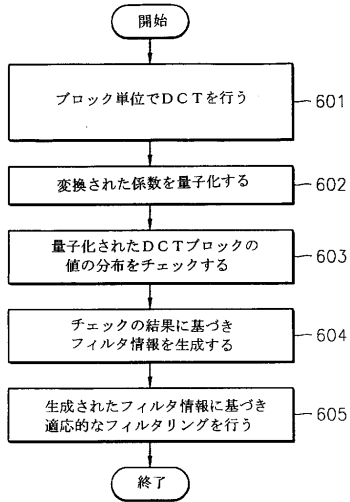 開始
ブロック単位でDCTを行う
601
変換された係数を量子化する
602
量子化されたDCTブロックの
値の分布をチェックする
603
チェックの結果に基づき
フィルタ情報を生成する
604
生成されたフィルタ情報に基づき
適応的なフィルタリングを行う
605
終了